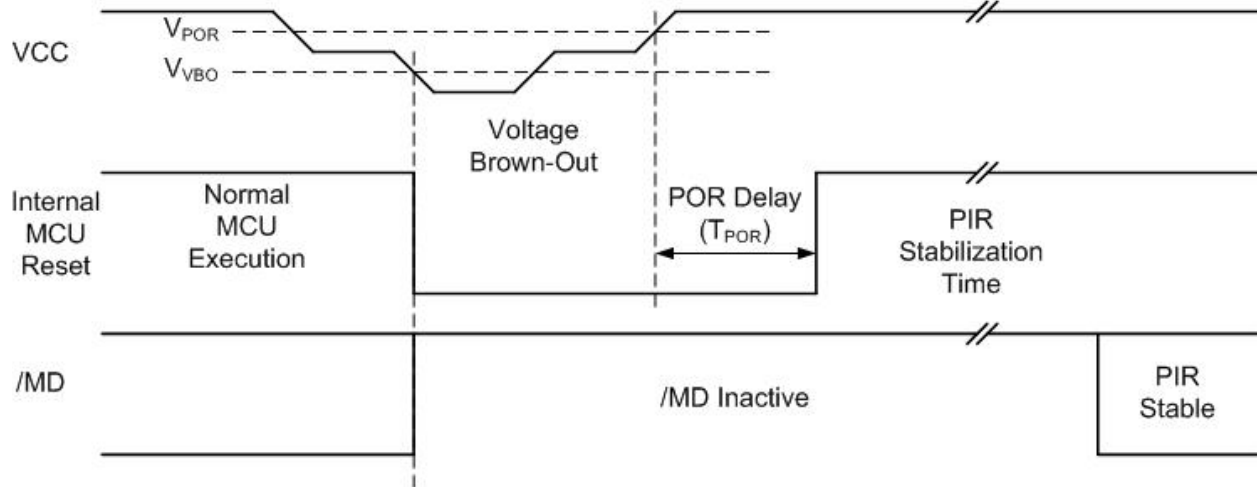 VCC
VPOR
VVBO
Voltage
Brown-Out
Internal
MCU
Reset
Normal
MCU
Execution
POR Delay
(TPOR)
PIR
Stabilization
Time
/MD
/MD Inactive
PIR
Stable